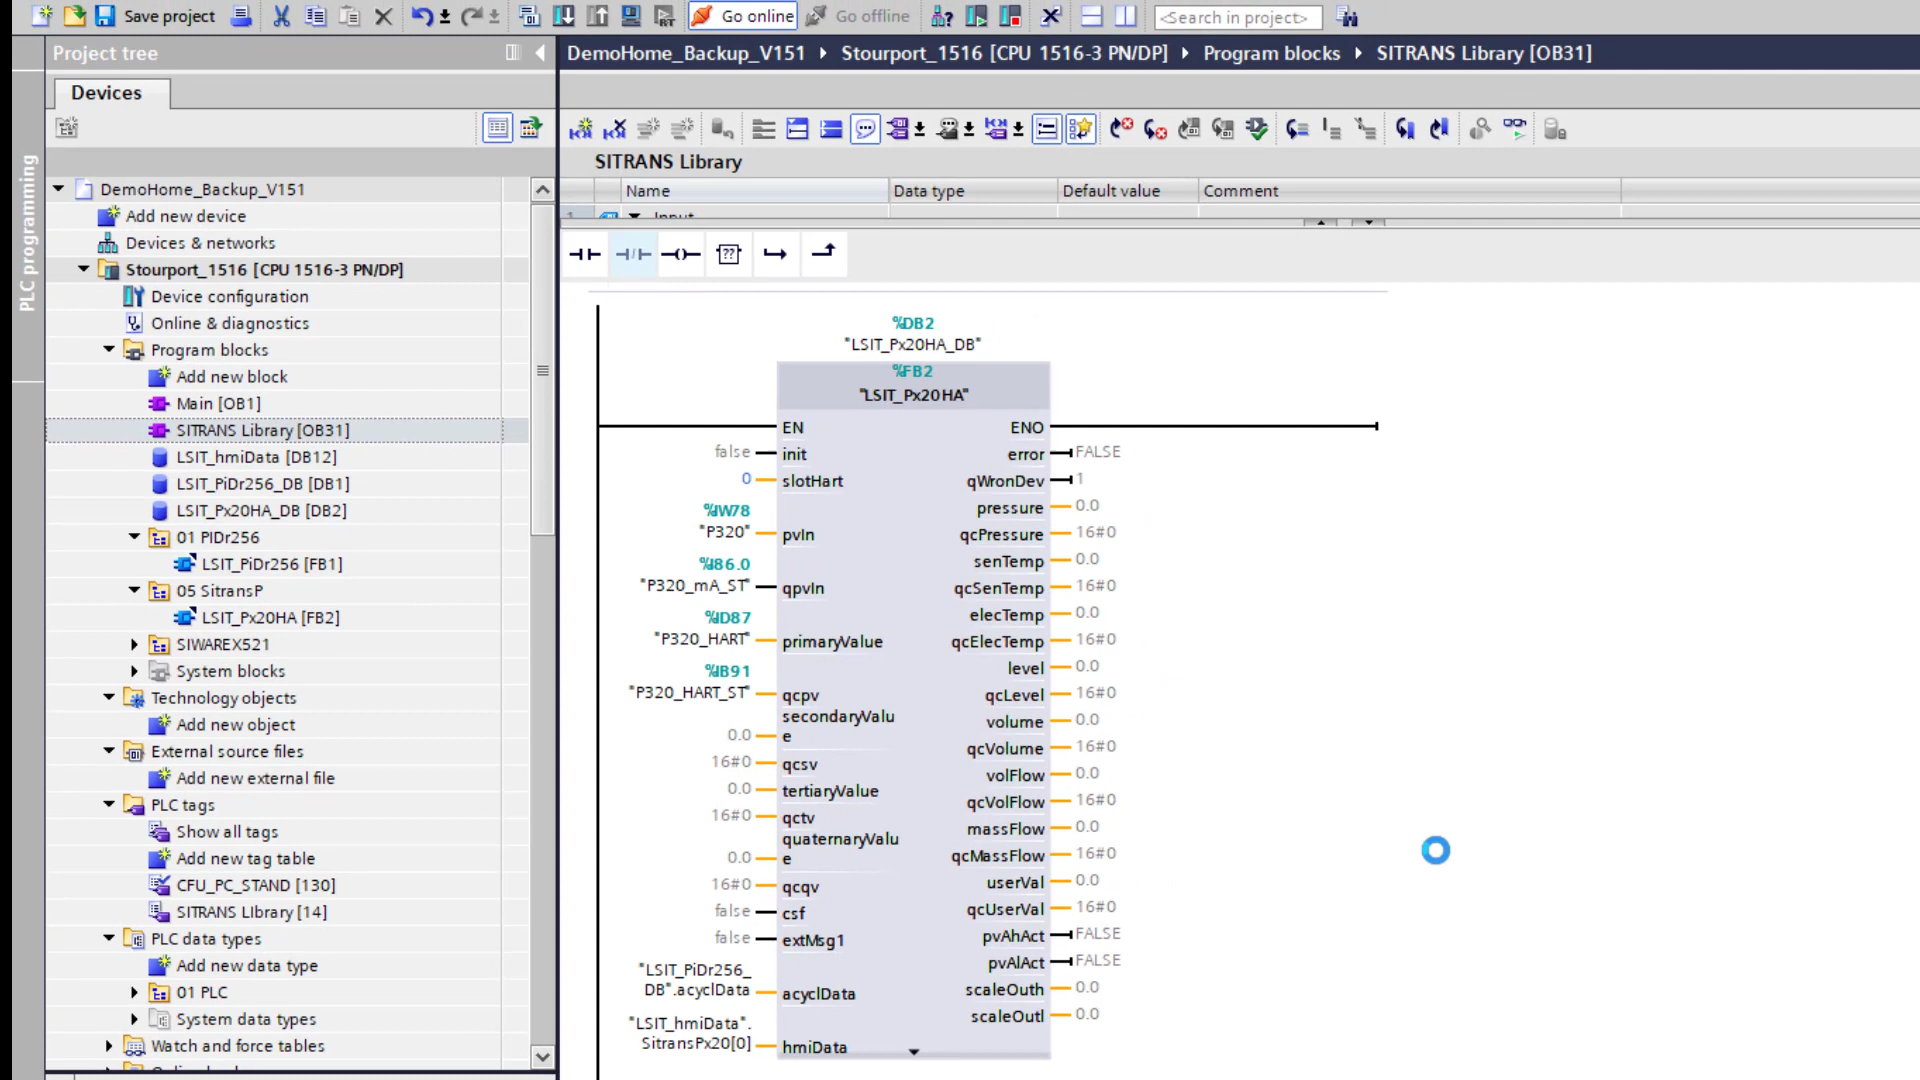 Save project
Go online
Go offline
<Search in project>
Project tree
DemoHome_Backup_V151 ▸ Stourport_1516 [CPU 1516-3 PN/DP] ▸ Program blocks ▸ SITRANS Library [OB31]
Devices
PLC programming
DemoHome_Backup_V151
Add new device
Devices & networks
Stourport_1516 [CPU 1516-3 PN/DP]
Device configuration
Online & diagnostics
Program blocks
Add new block
Main [OB1]
SITRANS Library [OB31]
LSIT_hmiData [DB12]
LSIT_PiDr256_DB [DB1]
LSIT_Px20HA_DB [DB2]
01 PIDr256
LSIT_PiDr256 [FB1]
05 SitransP
LSIT_Px20HA [FB2]
SIWAREX521
System blocks
Technology objects
Add new object
External source files
Add new external file
PLC tags
Show all tags
Add new tag table
CFU_PC_STAND [130]
SITRANS LIbrary [14]
PLC data types
Add new data type
01 PLC
System data types
Watch and force tables
SITRANS Library
Name Data type Default value Comment
1 Input
??
%DB2
"LSIT_Px20HA_DB"
%FB2
"LSIT_Px20HA"
EN ENO
false init error FALSE
0 slotHart qWronDev 1
pressure 0.0
%IW78
"P320" pvIn qcPressure 16#0
senTemp 0.0
%I86.0
"P320_mA_ST" qpvIn qcSenTemp 16#0
elecTemp 0.0
%ID87
"P320_HART" primaryValue qcElecTemp 16#0
level 0.0
%IB91
"P320_HART_ST" qcpv qcLevel 16#0
secondaryValu volume 0.0
0.0 e
qcVolume 16#0
16#0 qcsv
volFlow 0.0
0.0 tertiaryValue
qcVolFlow 16#0
16#0 qctv
massFlow 0.0
quaternaryValu
0.0 e qcMassFlow 16#0
16#0 qcqv userVal 0.0
false csf qcUserVal 16#0
false extMsg1 pvAhAct FALSE
pvAlAct FALSE
"LSIT_PiDr256_
DB".acyclData acyclData scaleOuth 0.0
scaleOutl 0.0
"LSIT_hmiData".
SitransPx20[0] hmiData